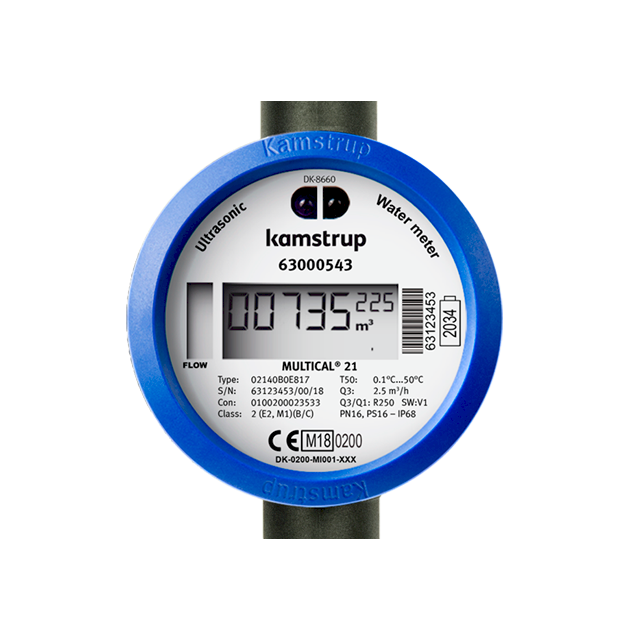 Kamstrup
DK-8660
Ultrasonic
Water meter
kamstrup
63000543
00735225
m³
FLOW
63123453
2034
MULTICAL® 21
Type: 02140B0E817 T50: 0.1°C...50°C
S/N: 63123453/00/18 Q3: 2.5 m³/h
Con: 0100200023533 Q3/Q1: R250 SW:V1
Class: 2 (E2, M1)(B/C) PN16, PS16 – IP68
CE M18 0200
DK-0200-MI001-XXX
Kamstrup